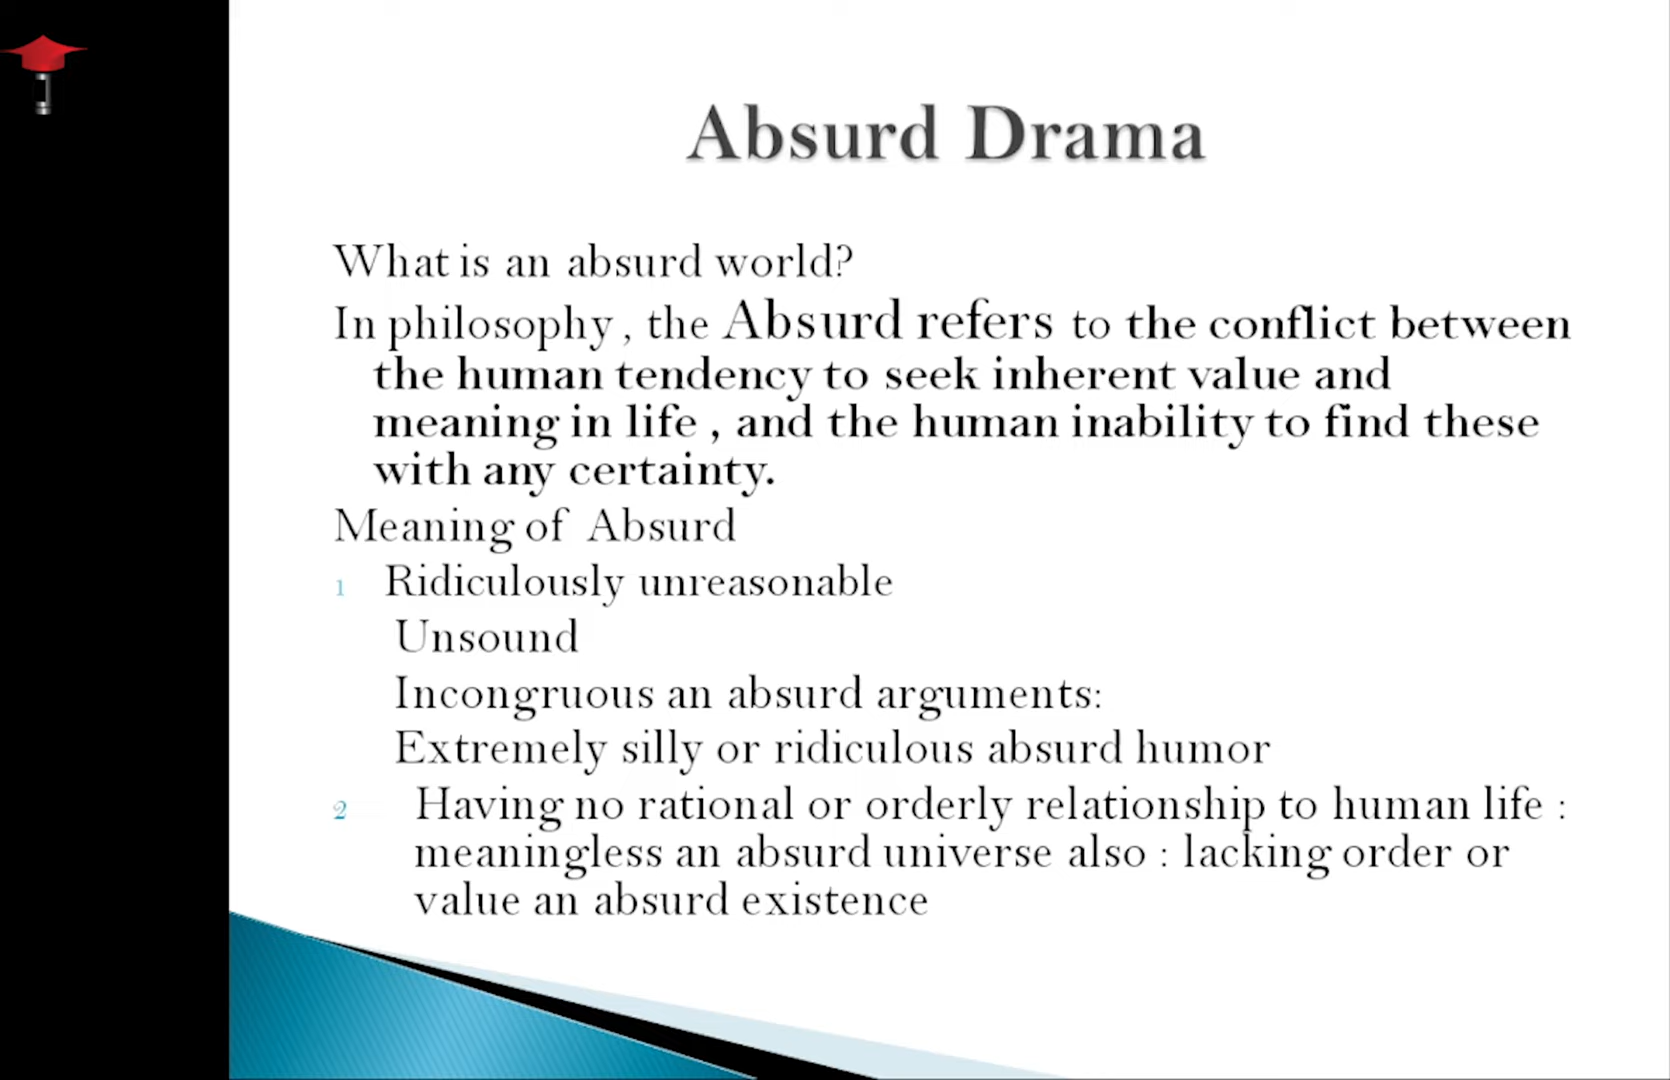 Absurd Drama
What is an absurd world?
In philosophy , the Absurd refers to the conflict between
the human tendency to seek inherent value and
meaning in life , and the human inability to find these
with any certainty.
Meaning of Absurd
1 Ridiculously unreasonable
Unsound
Incongruous an absurd arguments:
Extremely silly or ridiculous absurd humor
2 Having no rational or orderly relationship to human life :
meaningless an absurd universe also : lacking order or
value an absurd existence